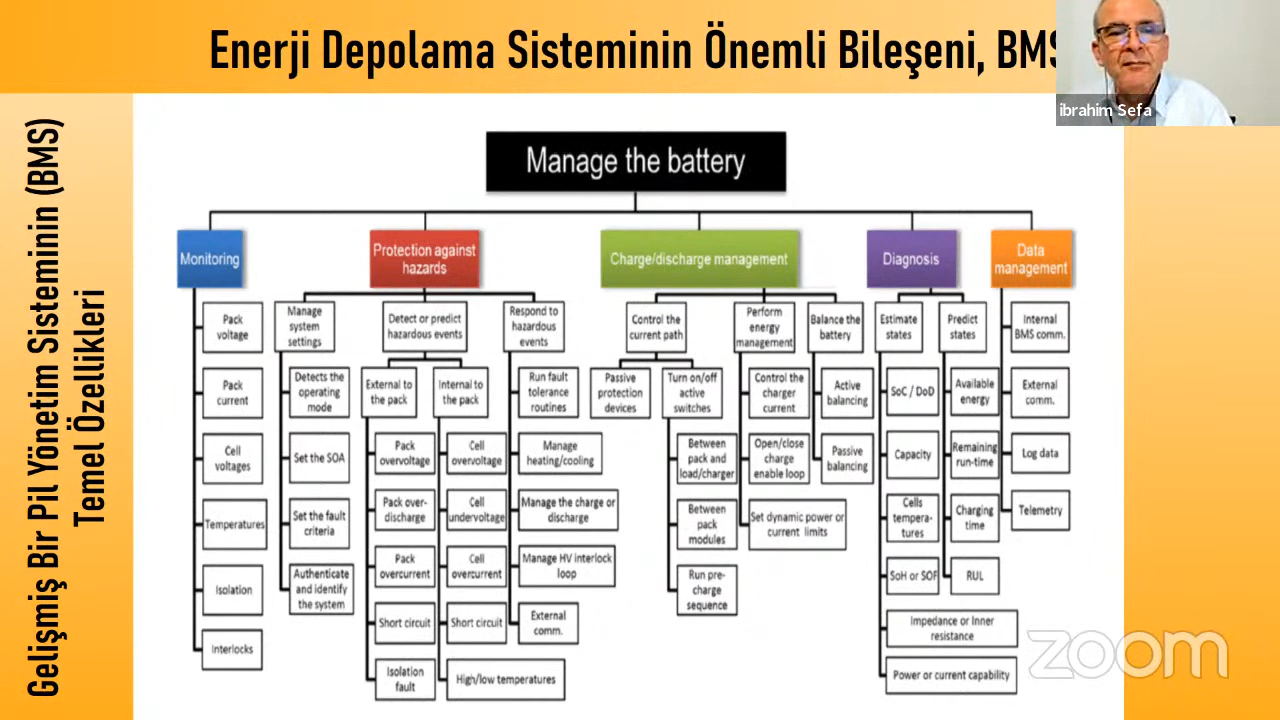 Enerji Depolama Sisteminin Önemli Bileşeni, BMS
ibrahim Sefa
Gelişmiş Bir Pil Yönetim Sisteminin (BMS)
Temel Özellikleri
Manage the battery
Monitoring
Pack
voltage
Pack
current
Cell
voltages
Temperatures
Isolation
Interlocks
Protection against
hazards
Manage
system
settings
Detects the
operating
mode
Set the SOA
Set the fault
criteria
Authenticate
and identify
the system
Detect or predict
hazardous events
External to
the pack
Pack
overvoltage
Pack over-
discharge
Pack
overcurrent
Short circuit
Isolation
fault
Internal to
the pack
Cell
overvoltage
Cell
undervoltage
Cell
overcurrent
Short circuit
High/low temperatures
Respond to
hazardous
events
Run fault
tolerance
routines
Manage
heating/cooling
Manage the charge or
discharge
Manage HV interlock
loop
External
comm.
Charge/discharge management
Control the
current path
Passive
protection
devices
Turn on/off
active
switches
Between
pack and
load/charger
Between
pack
modules
Run pre-
charge
sequence
Perform
energy
management
Control the
charger
current
Open/close
charge
enable loop
Set dynamic power or
current limits
Balance the
battery
Active
balancing
Passive
balancing
Diagnosis
Estimate
states
SoC / DoD
Capacity
Cells
tempera-
tures
SoH or SOF
Impedance or Inner
resistance
Power or current capability
Predict
states
Available
energy
Remaining
run-time
Charging
time
RUL
Data
management
Internal
BMS comm.
External
comm.
Log data
Telemetry
zoom